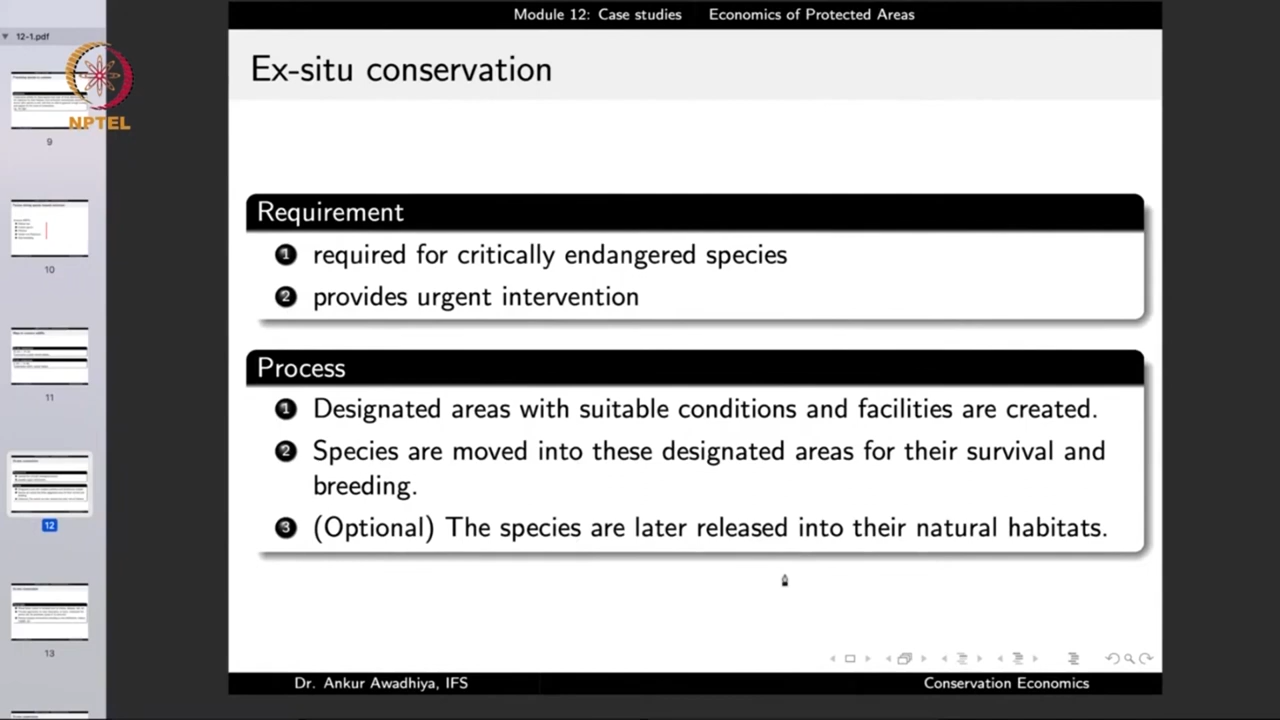 Module 12: Case studies Economics of Protected Areas
12-1.pdf
NPTEL
Ex-situ conservation
Requirement
1 required for critically endangered species
2 provides urgent intervention
Process
1 Designated areas with suitable conditions and facilities are created.
2 Species are moved into these designated areas for their survival and
breeding.
3 (Optional) The species are later released into their natural habitats.
9
10
11
12
13
Dr. Ankur Awadhiya, IFS Conservation Economics